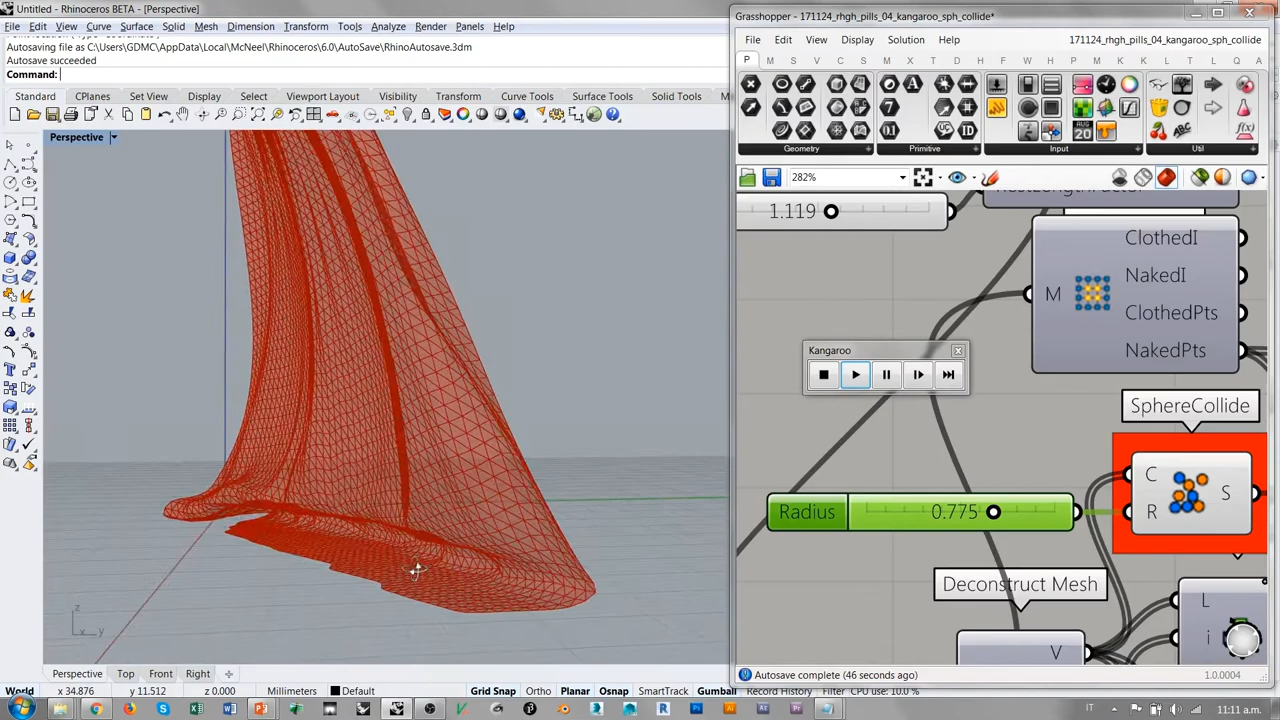 Untitled - Rhinoceros BETA - [Perspective]
File Edit View Curve Surface Solid Mesh Dimension Transform Tools Analyze Render Panels Help
Autosaving file as C:\Users\GDMC\AppData\Local\McNeel\Rhinoceros\6.0\AutoSave\RhinoAutosave.3dm
Autosave succeeded
Command:
Standard CPlanes Set View Display Select Viewport Layout Visibility Transform Curve Tools Surface Tools Solid Tools
Perspective
z
x y
Perspective Top Front Right
World x 34.876 y 11.512 z 0.000 Millimeters Default Grid Snap Ortho Planar Osnap SmartTrack Gumball Record History Filter CPU use: 10.0 %
Grasshopper - 171124_rhgh_pills_04_kangaroo_sph_collide*
File Edit View Display Solution Help 171124_rhgh_pills_04_kangaroo_sph_collide
P M S V C S M I T D W X M L K E H K B S L Q A
Geometry Primitive Input Util
282%
1.119
ClothedI
NakedI
M
ClothedPts
NakedPts
Kangaroo
SphereCollide
C
S
R
Radius 0.775
Deconstruct Mesh
L
i
V
Autosave complete (46 seconds ago) 1.0.0004
IT 11:11 a.m.